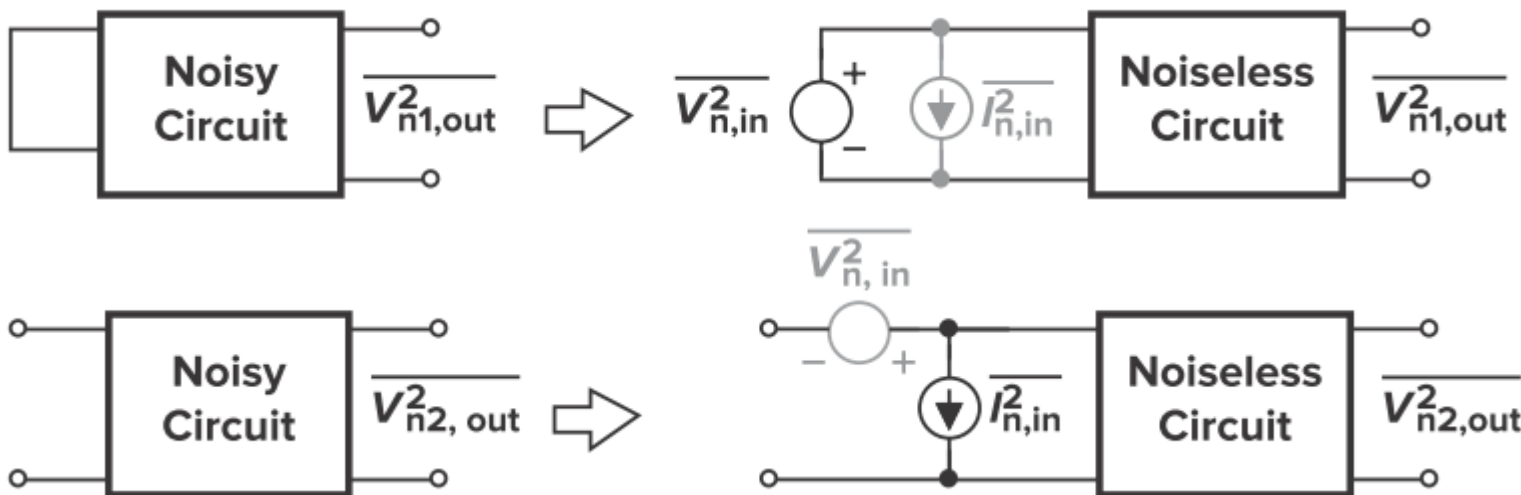 Noisy
Circuit
V²n1,out
+
−
V²n,in
I²n,in
Noiseless
Circuit
V²n1,out
V²n, in
−
+
Noisy
Circuit
V²n2, out
I²n,in
Noiseless
Circuit
V²n2,out